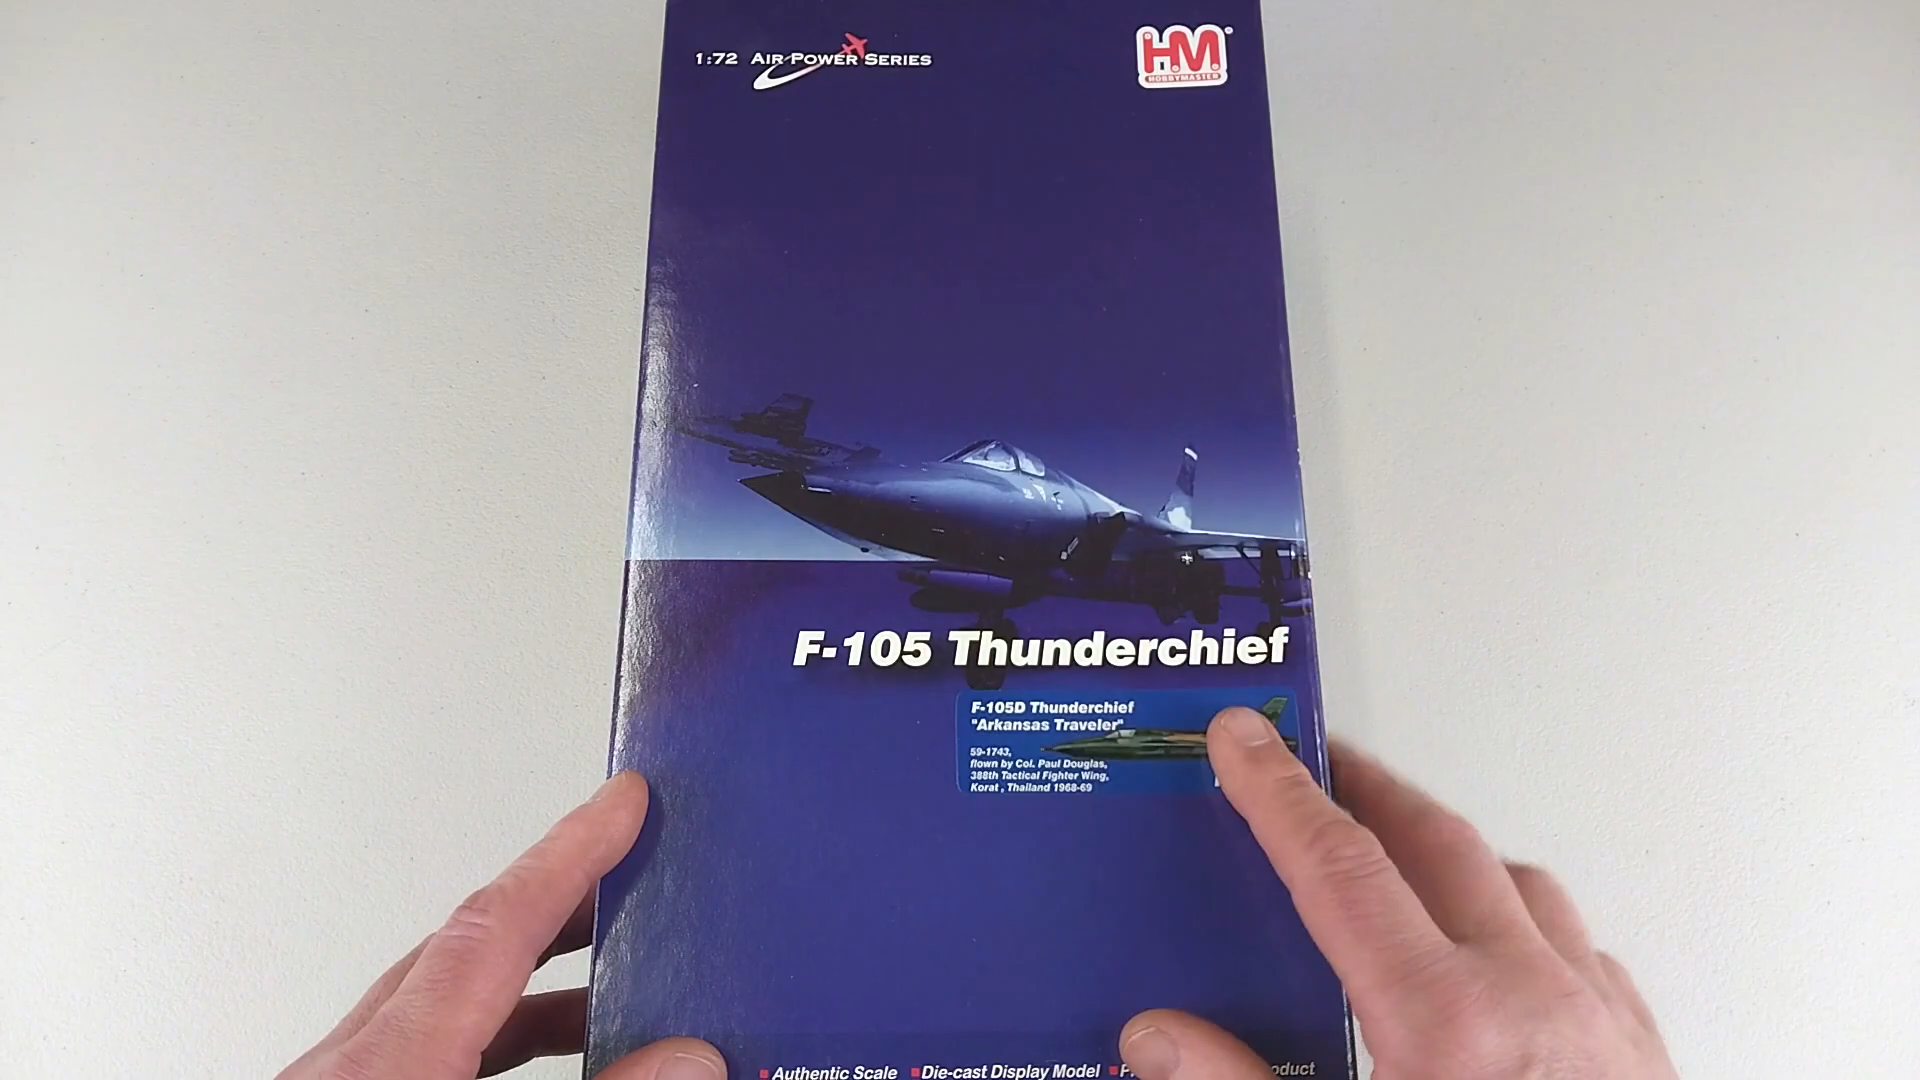 1:72 AIR POWER SERIES
HM
HOBBYMASTER
F-105 Thunderchief
F-105D Thunderchief
"Arkansas Traveler"
59-1743,
flown by Col. Paul Douglas,
388th Tactical Fighter Wing,
Korat , Thailand 1968-69
Authentic Scale Die-cast Display Model